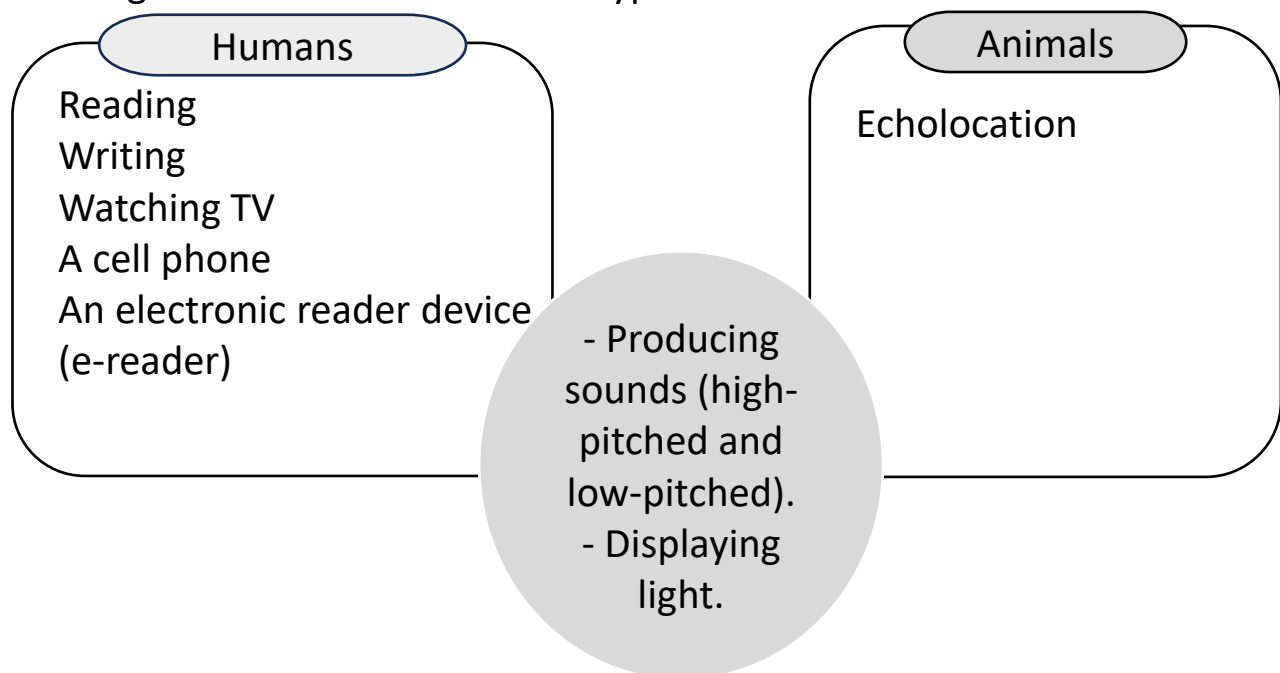 Humans
Reading
Writing
Watching TV
A cell phone
An electronic reader device
(e-reader)
Animals
Echolocation
- Producing
sounds (high-
pitched and
low-pitched).
- Displaying
light.